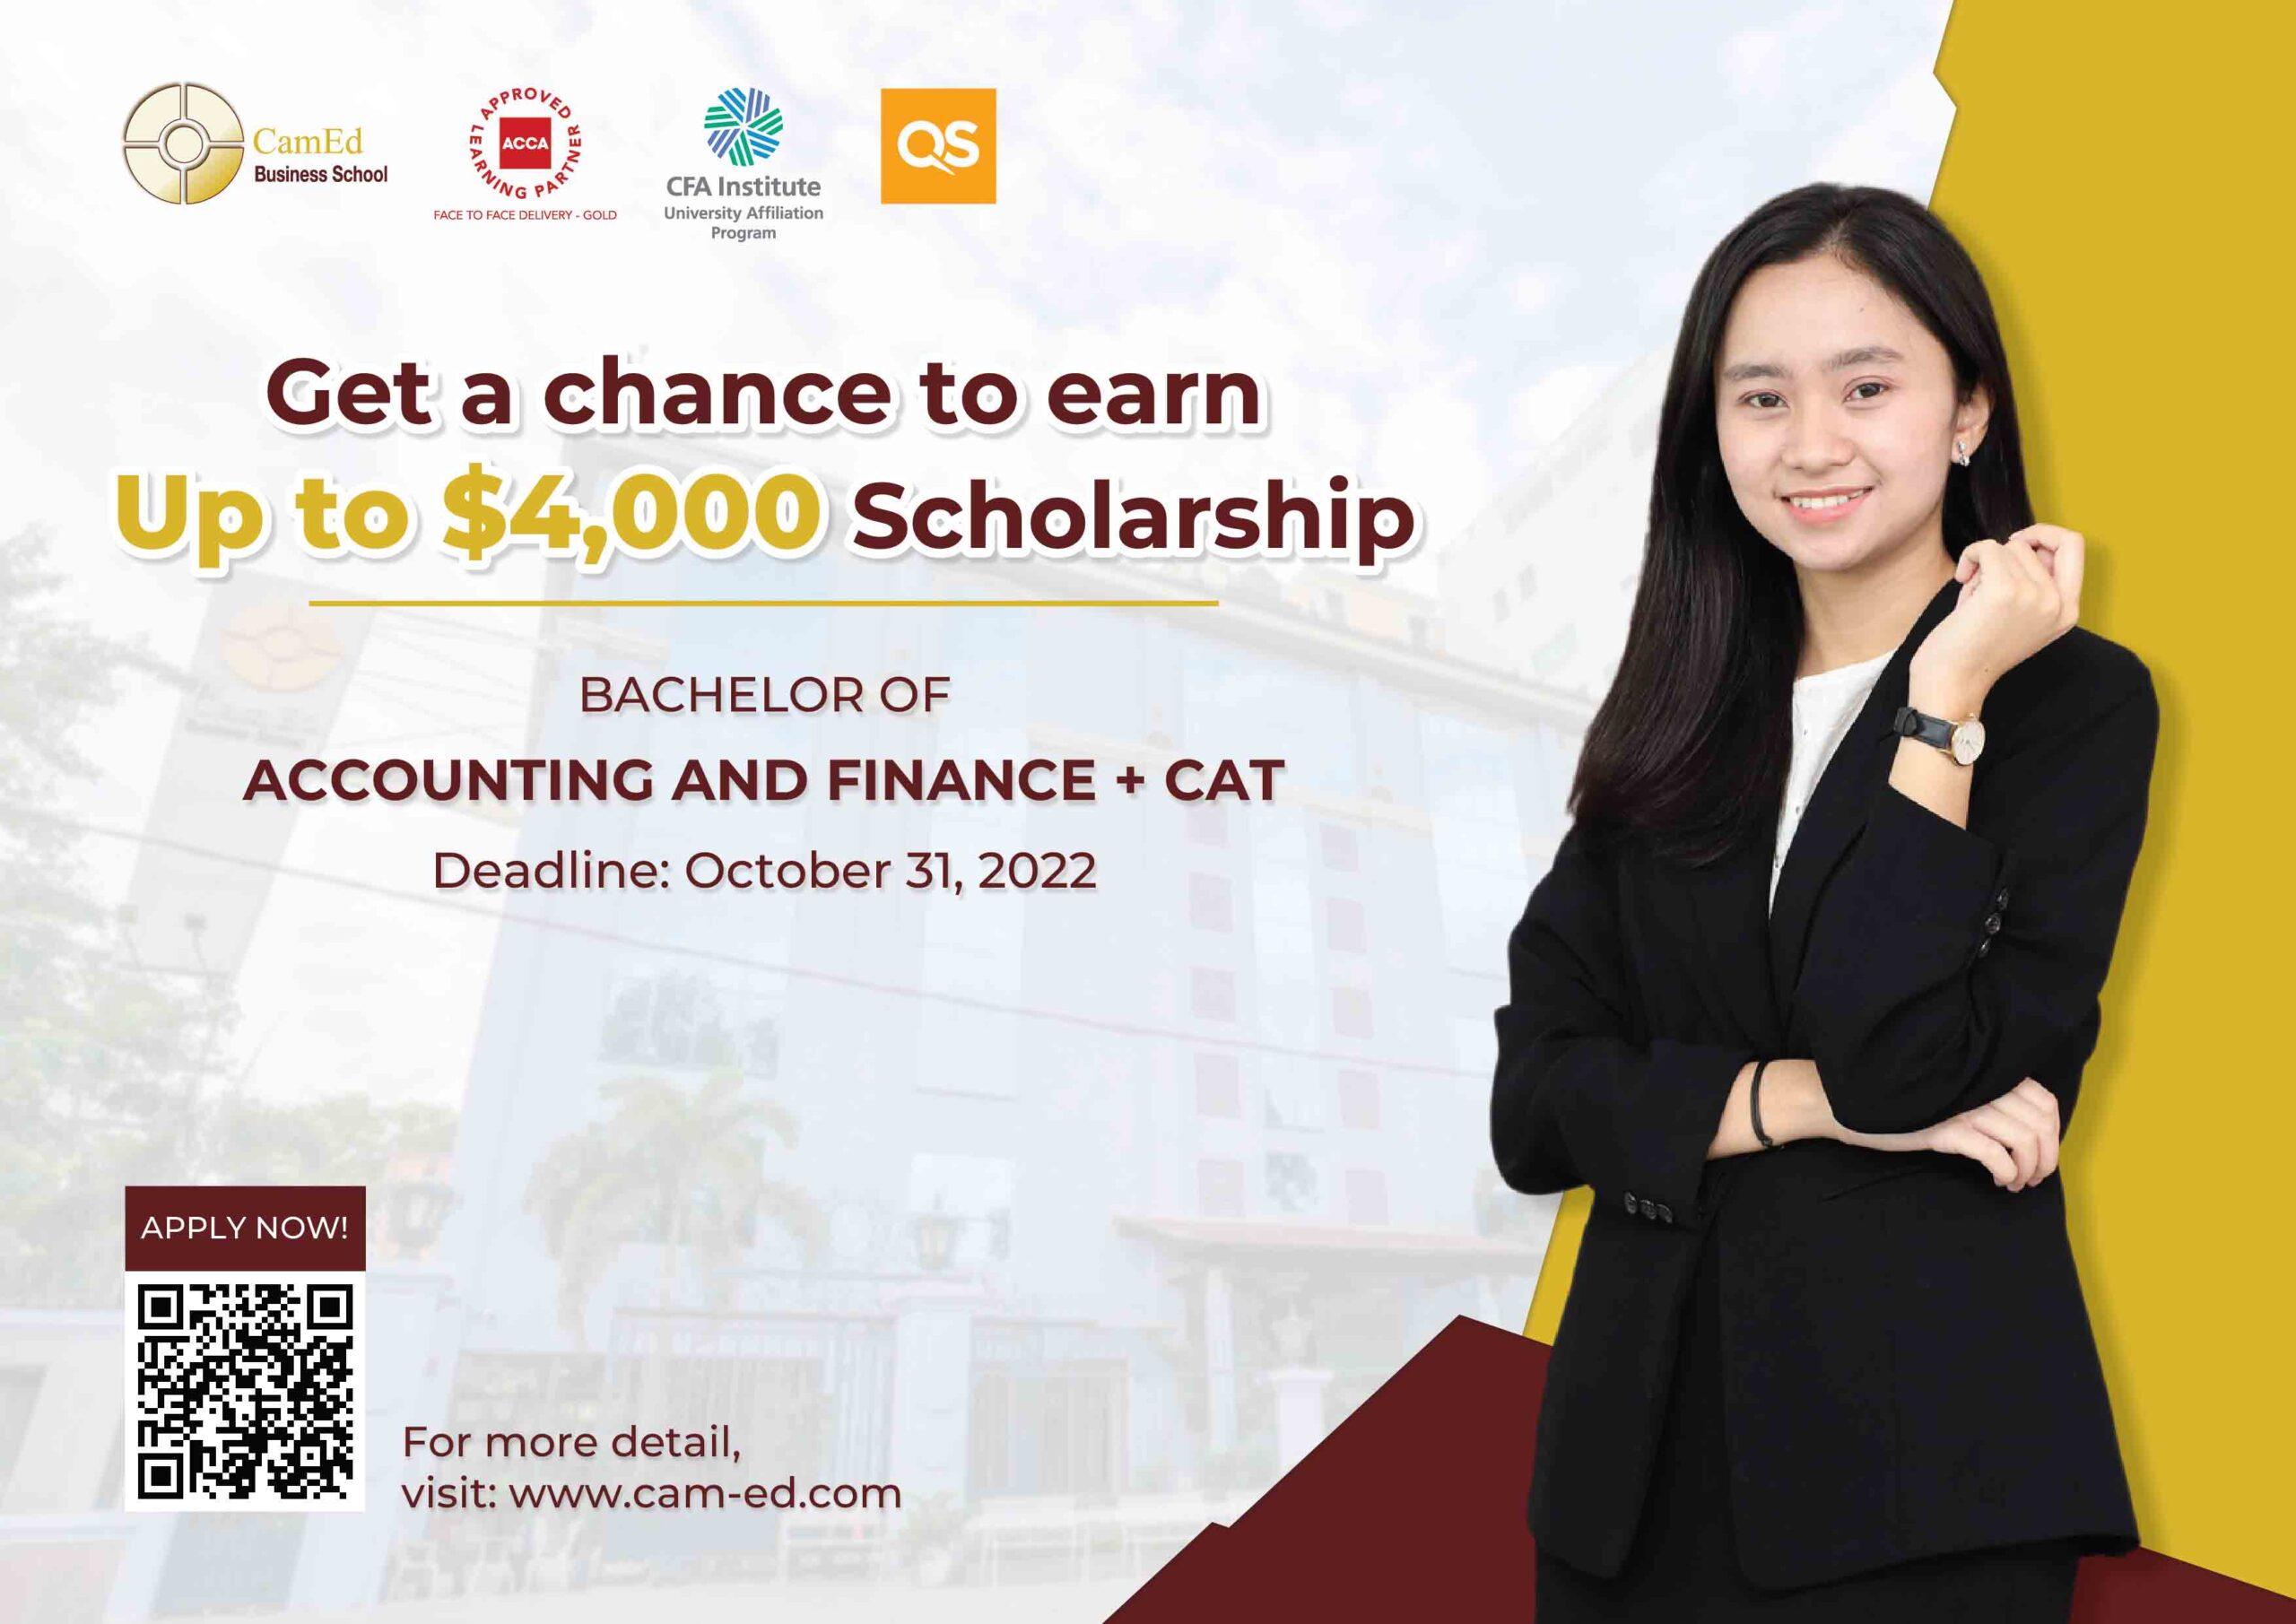 CamEd
Business School
APPROVED LEARNING PARTNER
ACCA
FACE TO FACE DELIVERY - GOLD
CFA Institute
University Affiliation
Program
QS
Get a chance to earn
Up to $4,000 Scholarship
BACHELOR OF
ACCOUNTING AND FINANCE + CAT
Deadline: October 31, 2022
APPLY NOW!
For more detail,
visit: www.cam-ed.com